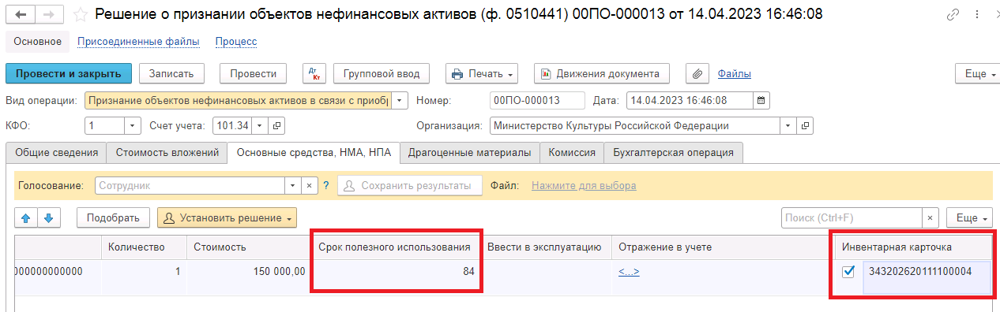 Решение о признании объектов нефинансовых активов (ф. 0510441) 00ПО-000013 от 14.04.2023 16:46:08
Основное Присоединенные файлы Процесс
Провести и закрыть Записать Провести Дт Кт Групповой ввод Печать Движения документа Файлы Еще
Вид операции: Признание объектов нефинансовых активов в связи с приобр Номер: 00ПО-000013 Дата: 14.04.2023 16:46:08
КФО: 1 Счет учета: 101.34 Организация: Министерство Культуры Российской Федерации
Общие сведения Стоимость вложений Основные средства, НМА, НПА Драгоценные материалы Комиссия Бухгалтерская операция
Голосование: Сотрудник × ? Сохранить результаты Файл: Нажмите для выбора
Подобрать Установить решение Поиск (Ctrl+F) × Еще
Количество Стоимость Срок полезного использования Ввести в эксплуатацию Отражение в учете Инвентарная карточка
000000000000 1 150 000,00 84 <...> 343202620111100004